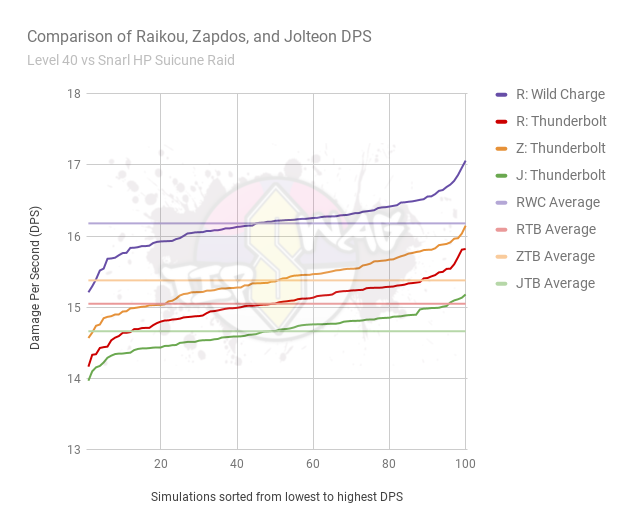 Comparison of Raikou, Zapdos, and Jolteon DPS
Level 40 vs Snarl HP Suicune Raid
18
17
16
15
14
13
Damage Per Second (DPS)
20
40
60
80
100
Simulations sorted from lowest to highest DPS
R: Wild Charge
R: Thunderbolt
Z: Thunderbolt
J: Thunderbolt
RWC Average
RTB Average
ZTB Average
JTB Average